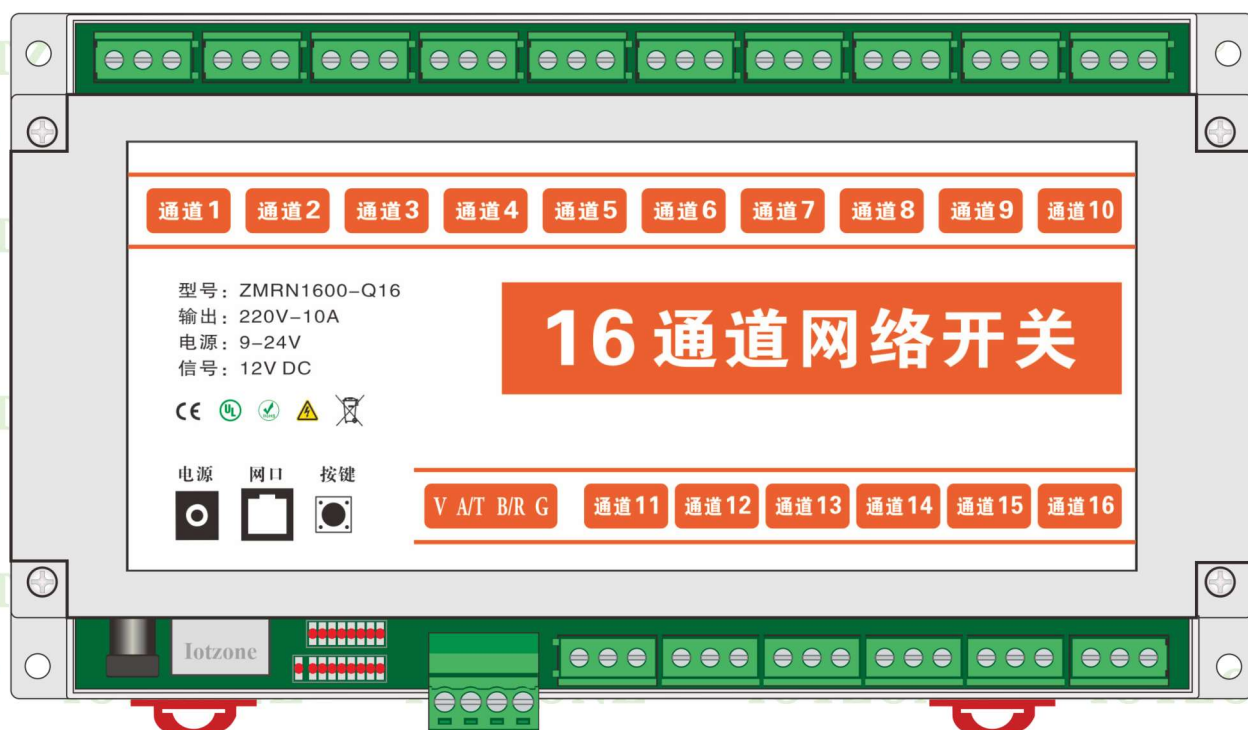 通道1 通道2 通道3 通道4 通道5 通道6 通道7 通道8 通道9 通道10
型号: ZMRN1600-Q16
输出: 220V-10A
电源: 9-24V
信号: 12V DC
16通道网络开关
CE UL
电源 网口 按键
V A/T B/R G 通道11 通道12 通道13 通道14 通道15 通道16
Iotzone